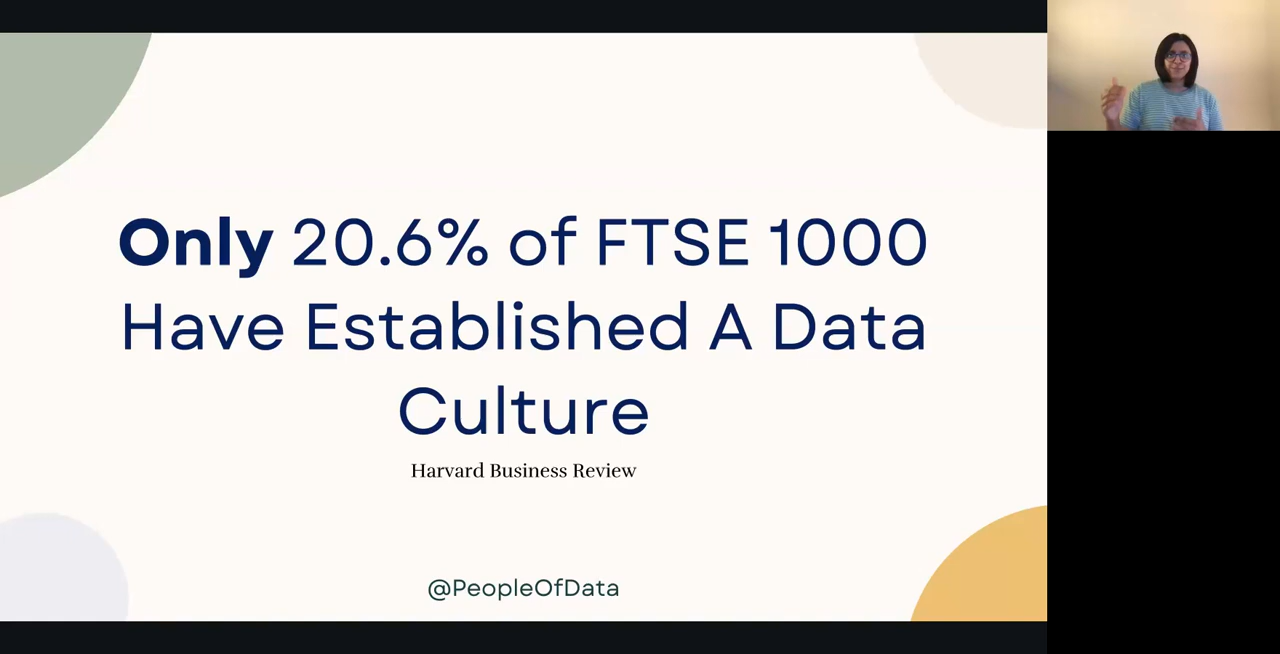 Only 20.6% of FTSE 1000
Have Established A Data
Culture
Harvard Business Review
@PeopleOfData